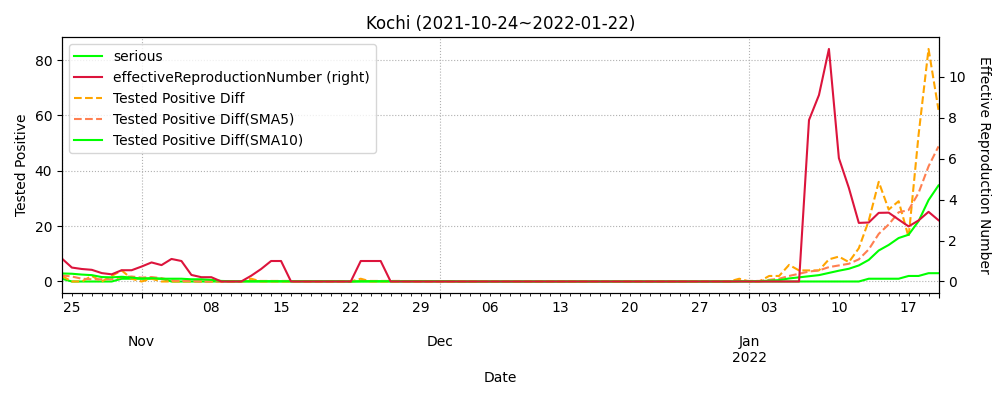 Kochi (2021-10-24~2022-01-22)
serious
effectiveReproductionNumber (right)
Tested Positive Diff
Tested Positive Diff(SMA5)
Tested Positive Diff(SMA10)
Tested Positive
80
60
40
20
0
Effective Reproduction Number
10
8
6
4
2
0
25 08 15 22 29 06 13 20 27 03 10 17
Nov Dec Jan
2022
Date